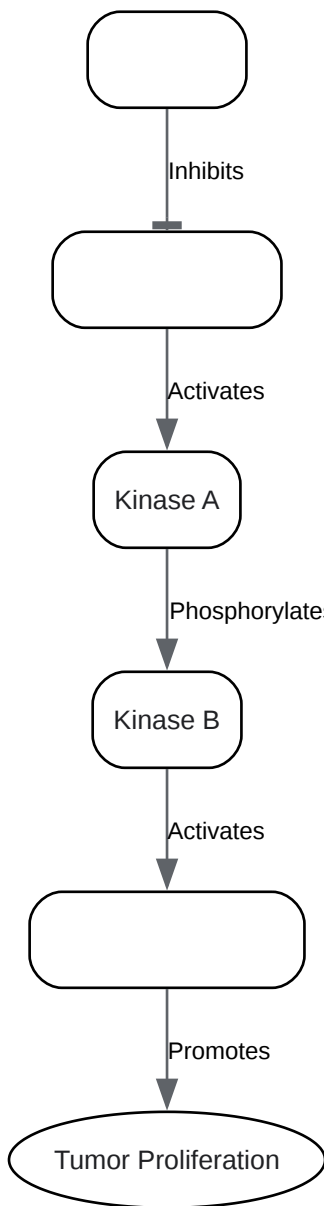 Inhibits
Activates
Kinase A
Phosphorylates
Kinase B
Activates
Promotes
Tumor Proliferation